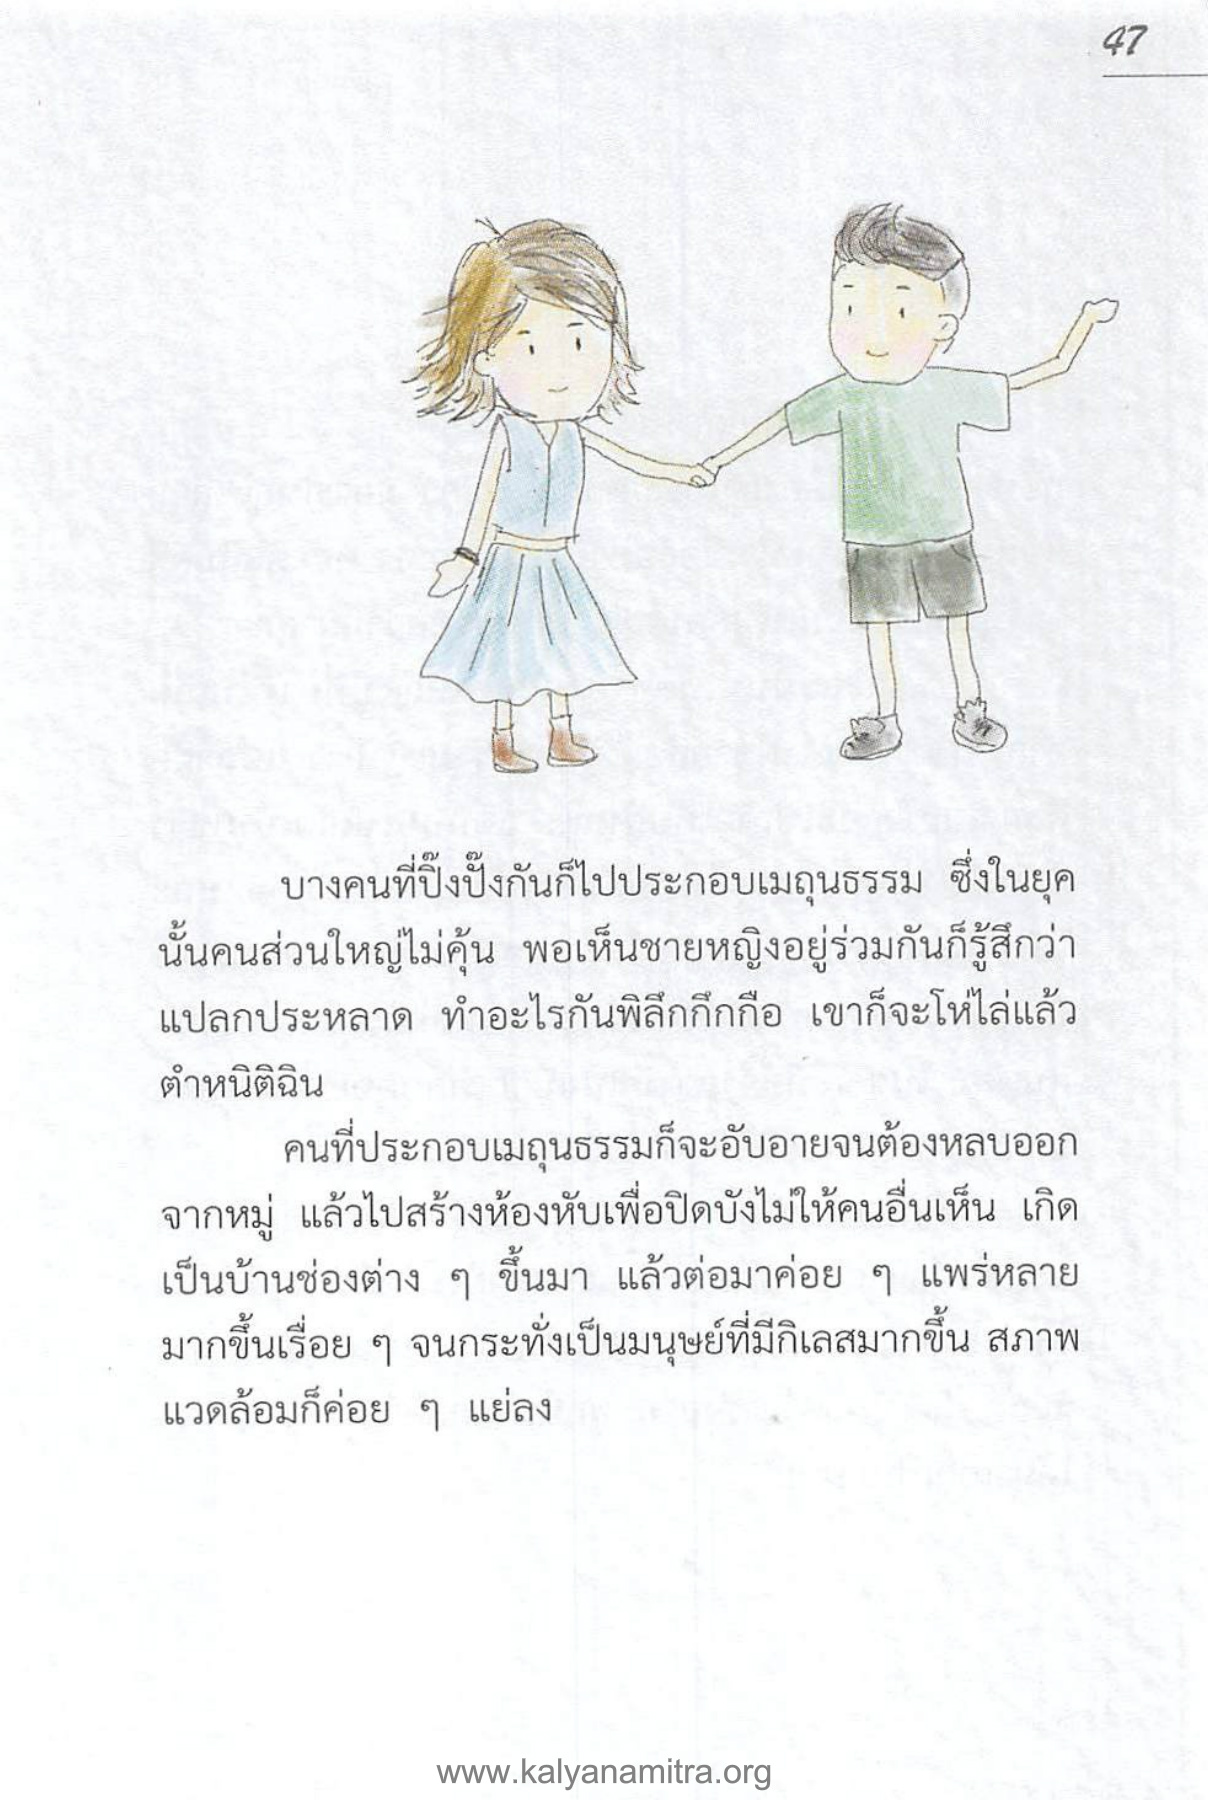 47
บางคนที่ปิ๊งปั๊งกันก็ไปประกอบเมถุนธรรม ซึ่งในยุค
นั้นคนส่วนใหญ่ไม่คุ้น พอเห็นชายหญิงอยู่ร่วมกันก็รู้สึกว่า
แปลกประหลาด ทำอะไรกันพิลึกกึกกือ เขาก็จะโห่ไล่แล้ว
ตำหนิติฉิน
คนที่ประกอบเมถุนธรรมก็จะอับอายจนต้องหลบออก
จากหมู่ แล้วไปสร้างห้องหับเพื่อปิดบังไม่ให้คนอื่นเห็น เกิด
เป็นบ้านช่องต่าง ๆ ขึ้นมา แล้วต่อมาค่อย ๆ แพร่หลาย
มากขึ้นเรื่อย ๆ จนกระทั่งเป็นมนุษย์ที่มีกิเลสมากขึ้น สภาพ
แวดล้อมก็ค่อย ๆ แย่ลง
www.kalyanamitra.org